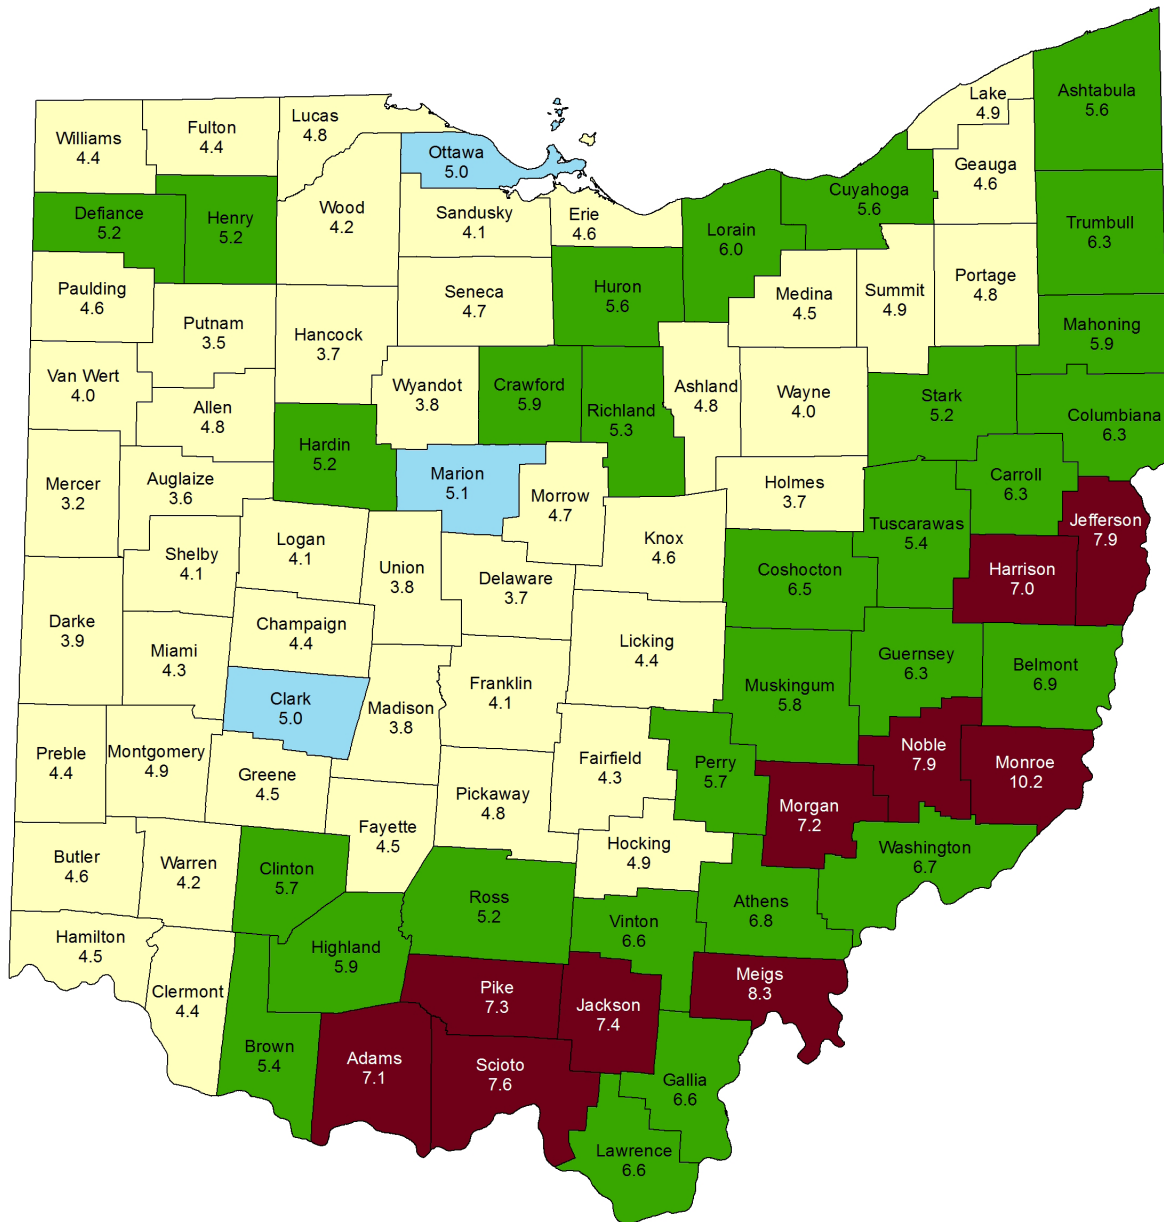 Ashtabula
5.6
Lake
4.9
Lucas
4.8
Fulton
4.4
Williams
4.4
Ottawa
5.0
Geauga
4.6
Cuyahoga
5.6
Defiance
5.2
Henry
5.2
Wood
4.2
Sandusky
4.1
Erie
4.6
Lorain
6.0
Trumbull
6.3
Paulding
4.6
Seneca
4.7
Huron
5.6
Medina
4.5
Summit
4.9
Portage
4.8
Putnam
3.5
Hancock
3.7
Mahoning
5.9
Van Wert
4.0
Allen
4.8
Wyandot
3.8
Crawford
5.9
Richland
5.3
Ashland
4.8
Wayne
4.0
Stark
5.2
Columbiana
6.3
Hardin
5.2
Mercer
3.2
Auglaize
3.6
Marion
5.1
Morrow
4.7
Holmes
3.7
Carroll
6.3
Jefferson
7.9
Tuscarawas
5.4
Logan
4.1
Shelby
4.1
Union
3.8
Delaware
3.7
Knox
4.6
Coshocton
6.5
Harrison
7.0
Darke
3.9
Champaign
4.4
Miami
4.3
Licking
4.4
Guernsey
6.3
Belmont
6.9
Clark
5.0
Madison
3.8
Franklin
4.1
Muskingum
5.8
Preble
4.4
Montgomery
4.9
Greene
4.5
Fairfield
4.3
Perry
5.7
Noble
7.9
Monroe
10.2
Pickaway
4.8
Morgan
7.2
Fayette
4.5
Hocking
4.9
Washington
6.7
Butler
4.6
Warren
4.2
Clinton
5.7
Ross
5.2
Athens
6.8
Vinton
6.6
Hamilton
4.5
Highland
5.9
Clermont
4.4
Pike
7.3
Jackson
7.4
Meigs
8.3
Brown
5.4
Adams
7.1
Scioto
7.6
Gallia
6.6
Lawrence
6.6